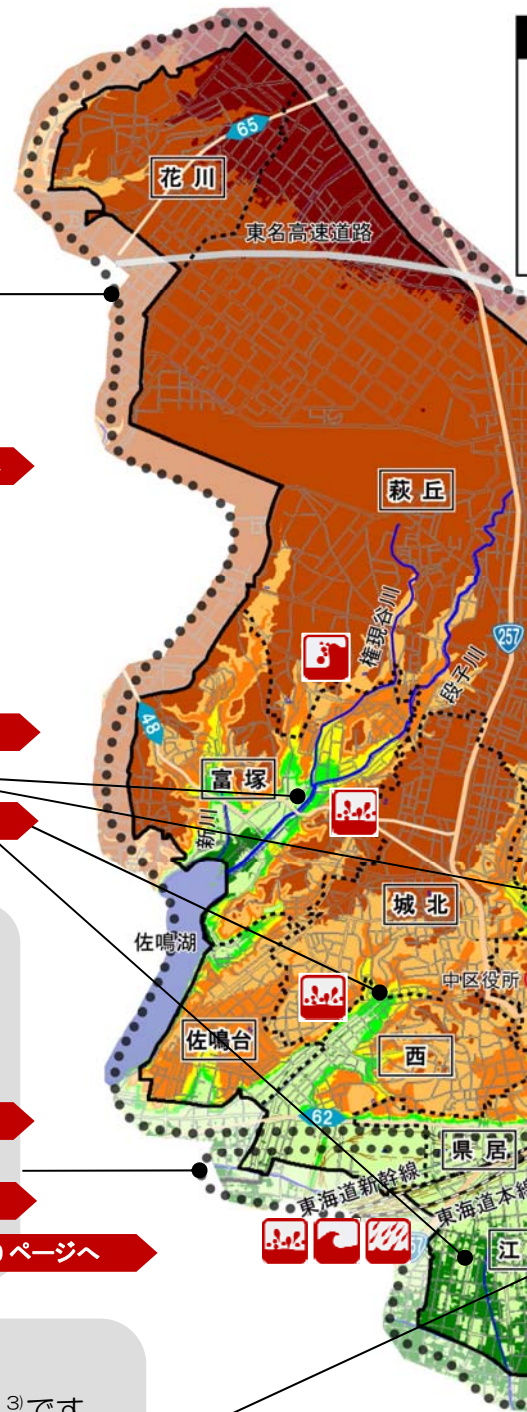 65
花川
東名高速道路
萩丘
権現谷川
段子川
257
48
富塚
新川
城北
佐鳴湖
中区役所
佐鳴台
西
62
県居
東海道新幹線
東海道本線
ページへ
江
3)です